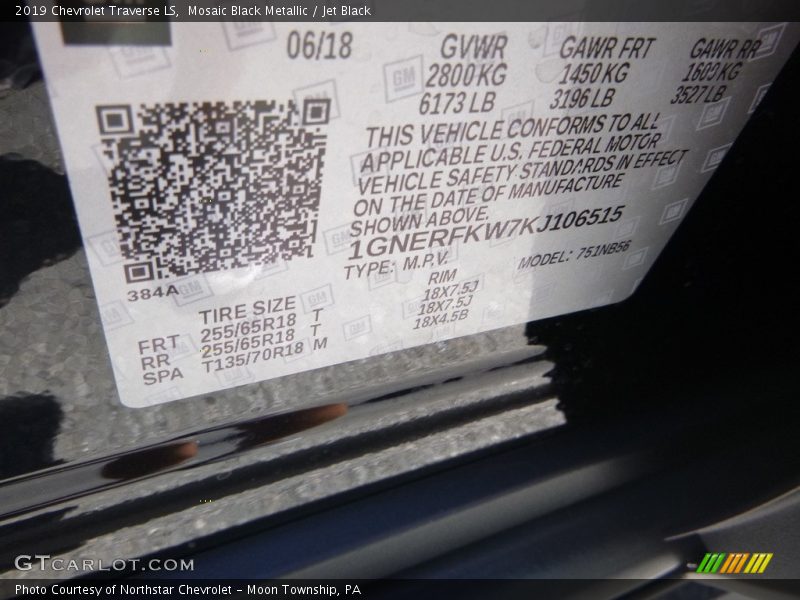 2019 Chevrolet Traverse LS, Mosaic Black Metallic / Jet Black
06/18 GVWR GAWR FRT GAWR RR
2800 KG 1450 KG 1600 KG
6173 LB 3196 LB 3527 LB
THIS VEHICLE CONFORMS TO ALL
APPLICABLE U.S. FEDERAL MOTOR
VEHICLE SAFETY STANDARDS IN EFFECT
ON THE DATE OF MANUFACTURE
SHOWN ABOVE.
1GNERFKW7KJ106515
TYPE: M.P.V. MODEL: 751NB56
384A
TIRE SIZE RIM
FRT 255/65R18 T 18X7.5J
RR 255/65R18 T 18X7.5J
SPA T135/70R18 M 18X4.5B
GTCARLOT.COM
Photo Courtesy of Northstar Chevrolet - Moon Township, PA